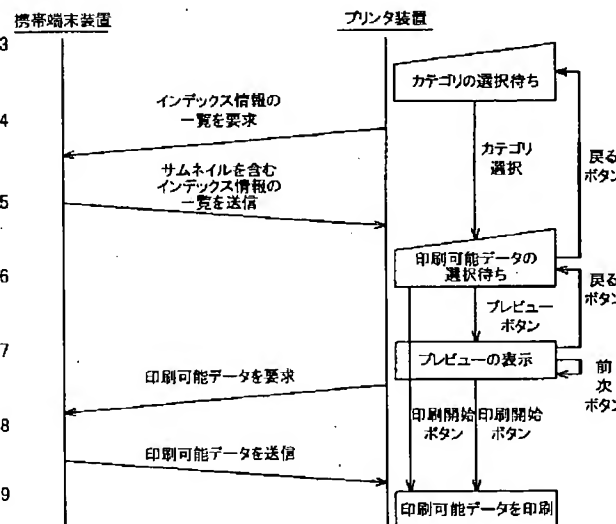 携帯端末装置
プリンタ装置
3
カテゴリの選択待ち
インデックス情報の
一覧を要求
4
カテゴリ
選択
戻る
ボタン
サムネイルを含む
インデックス情報の
一覧を送信
5
印刷可能データの
選択待ち
6
戻る
ボタン
プレビュー
ボタン
7
プレビューの表示
前
次
ボタン
印刷可能データを要求
8
印刷開始
ボタン
印刷開始
ボタン
印刷可能データを送信
9
印刷可能データを印刷